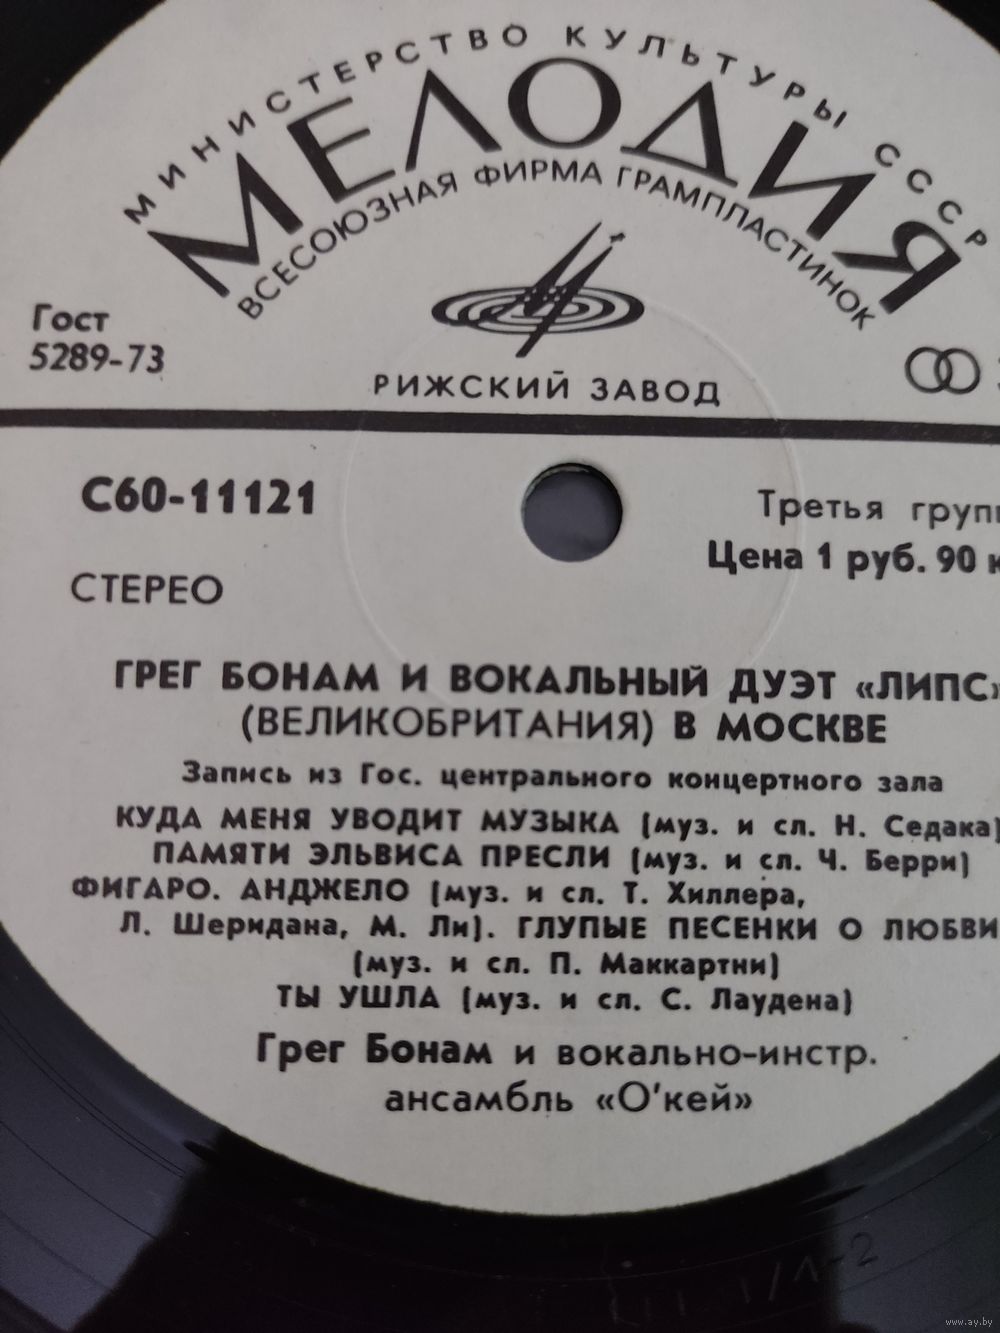 МИНИСТЕРСТВО КУЛЬТУРЫ СССР
МЕЛОДИЯ
ВСЕСОЮЗНАЯ ФИРМА ГРАМПЛАСТИНОК
Гост
5289-73
РИЖСКИЙ ЗАВОД
С60-11121
Третья груп
Цена 1 руб. 90 к
СТЕРЕО
ГРЕГ БОНАМ И ВОКАЛЬНЫЙ ДУЭТ «ЛИПС»
(ВЕЛИКОБРИТАНИЯ) В МОСКВЕ
Запись из Гос. центрального концертного зала
КУДА МЕНЯ УВОДИТ МУЗЫКА (муз. и сл. Н. Седака)
ПАМЯТИ ЭЛЬВИСА ПРЕСЛИ (муз. и сл. Ч. Берри)
ФИГАРО. АНДЖЕЛО (муз. и сл. Т. Хиллера,
Л. Шеридана, М. Ли). ГЛУПЫЕ ПЕСЕНКИ О ЛЮБВИ
(муз. и сл. П. Маккартни)
ТЫ УШЛА (муз. и сл. С. Лаудена)
Грег Бонам и вокально-инстр.
ансамбль «О'кей»
www.ay.by